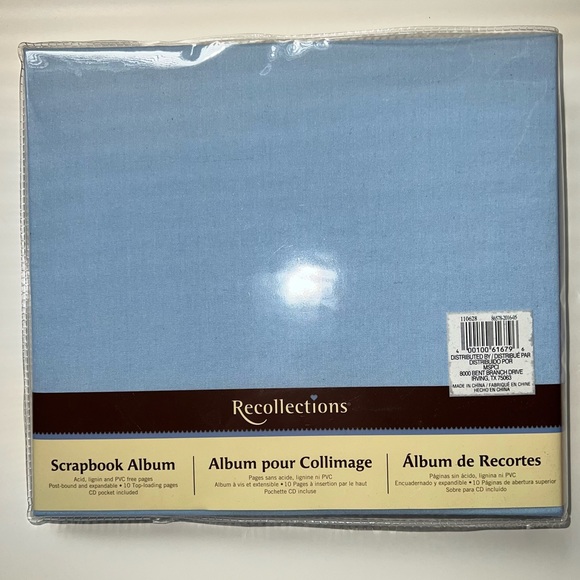 110628 86578-201645
4 00100 61679 6
DISTRIBUTED BY / DISTRIBUÉ PAR
DISTRIBUIDO POR
MSPCI
8000 BENT BRANCH DRIVE
IRVING, TX 75063
MADE IN CHINA / FABRIQUÉ EN CHINE
HECHO EN CHINA
Recollections
Scrapbook Album
Acid, lignin and PVC free pages
Post-bound and expandable • 10 Top-loading pages
CD pocket included
Album pour Collimage
Pages sans acide, lignine ni PVC
Album à vis et extensible • 10 Pages à insertion par le haut
Pochette CD incluse
Álbum de Recortes
Páginas sin ácido, lignina ni PVC
Encuadernado y expandible • 10 Páginas de abertura superior
Sobre para CD incluido